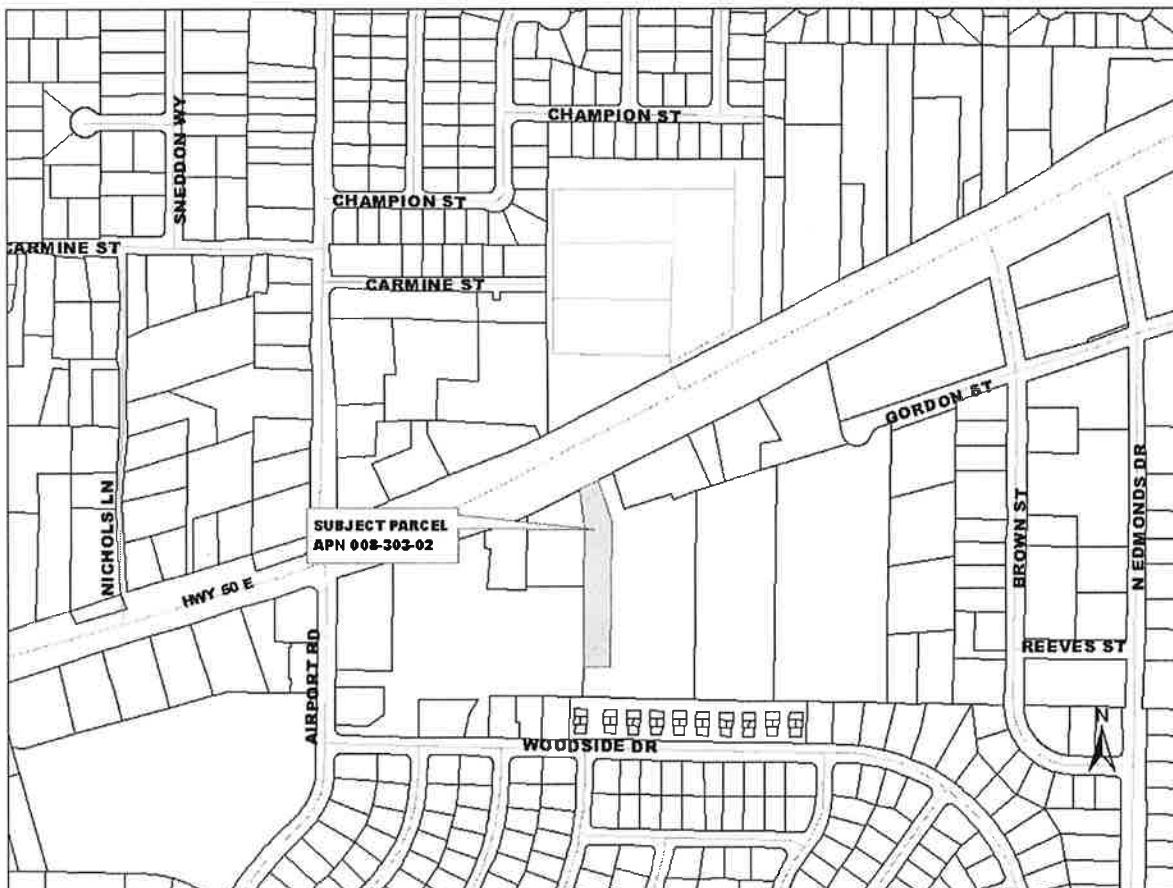 CHAMPION ST
SNEDDON WY
CHAMPION ST
CARMINE ST
CARMINE ST
GORDON ST
SUBJECT PARCEL
APN 008-303-02
NICHOLS LN
HWY 50 E
BROWN ST
N EDMONDS DR
REEVES ST
AIRPORT RD
N
WOODSIDE DR